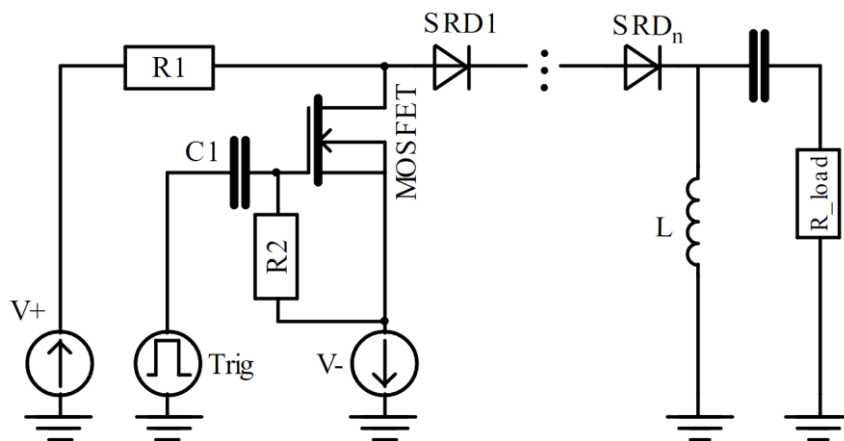 SRD1
SRDn
R1
MOSFET
C1
R2
L
R_load
V+
Trig
V-